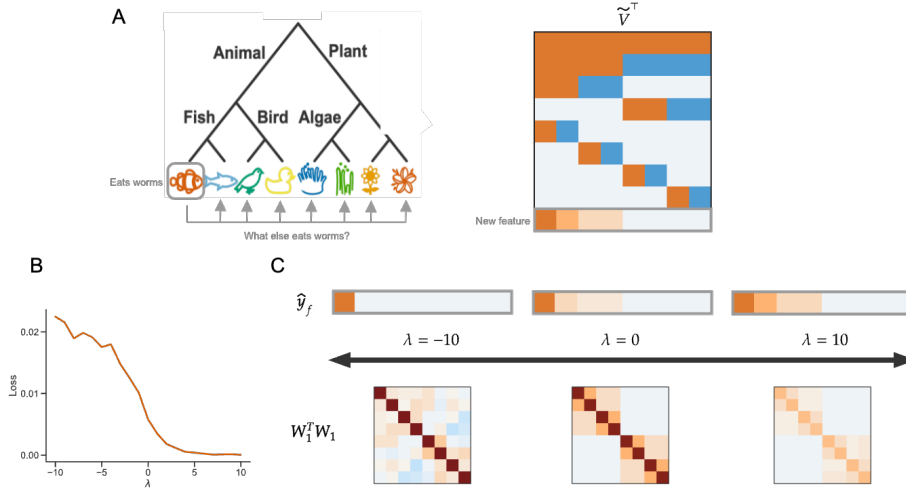 A
Animal
Plant
Fish
Bird
Algae
Eats worms
What else eats worms?
Ṽ⊤
New feature
B
Loss
0.02
0.01
0.00
−10
−5
0
5
10
λ
C
ŷ_f
λ = −10
λ = 0
λ = 10
W₁ᵀW₁